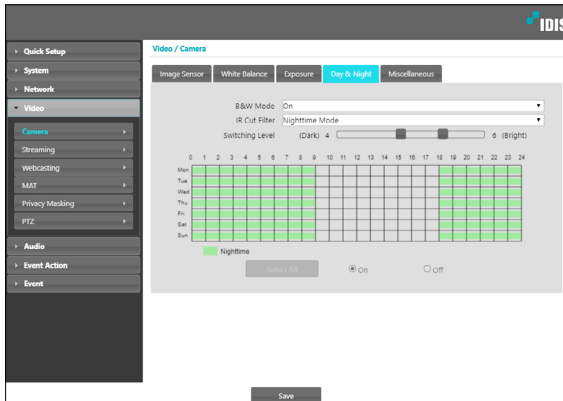 IDIS
Quick Setup
System
Network
Video
Camera
Streaming
Webcasting
MAT
Privacy Masking
PTZ
Audio
Event Action
Event
Video / Camera
Image Sensor White Balance Exposure Day & Night Miscellaneous
B&W Mode On
IR Cut Filter Nighttime Mode
Switching Level (Dark) 4 6 (Bright)
0 1 2 3 4 5 6 7 8 9 10 11 12 13 14 15 16 17 18 19 20 21 22 23 24
Mon
Tue
Wed
Thu
Fri
Sat
Sun
Nighttime
Select All On Off
Save